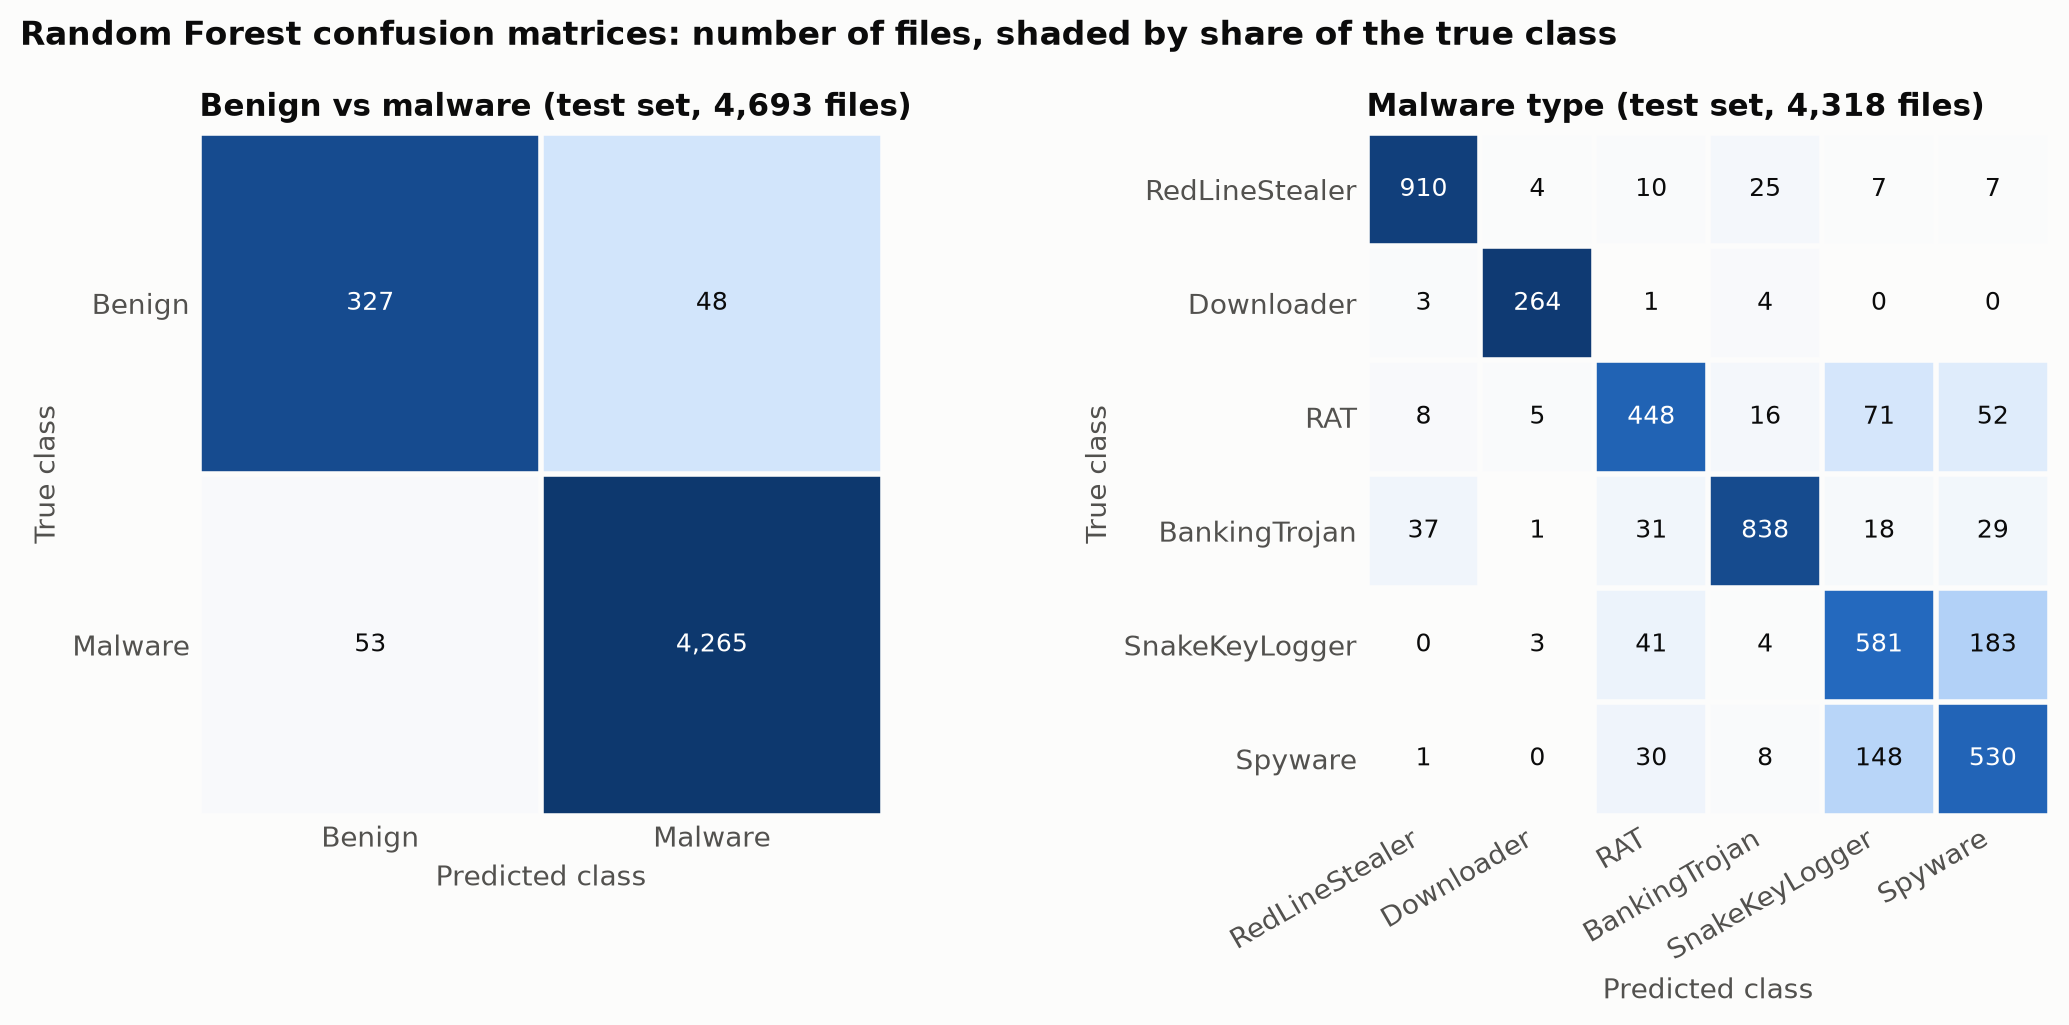 Random Forest confusion matrices: number of files, shaded by share of the true class
Benign vs malware (test set, 4,693 files)
True class
Benign 327 48
Malware 53 4,265
Benign Malware
Predicted class
Malware type (test set, 4,318 files)
True class
RedLineStealer 910 4 10 25 7 7
Downloader 3 264 1 4 0 0
RAT 8 5 448 16 71 52
BankingTrojan 37 1 31 838 18 29
SnakeKeyLogger 0 3 41 4 581 183
Spyware 1 0 30 8 148 530
RedLineStealer Downloader RAT BankingTrojan SnakeKeyLogger Spyware
Predicted class